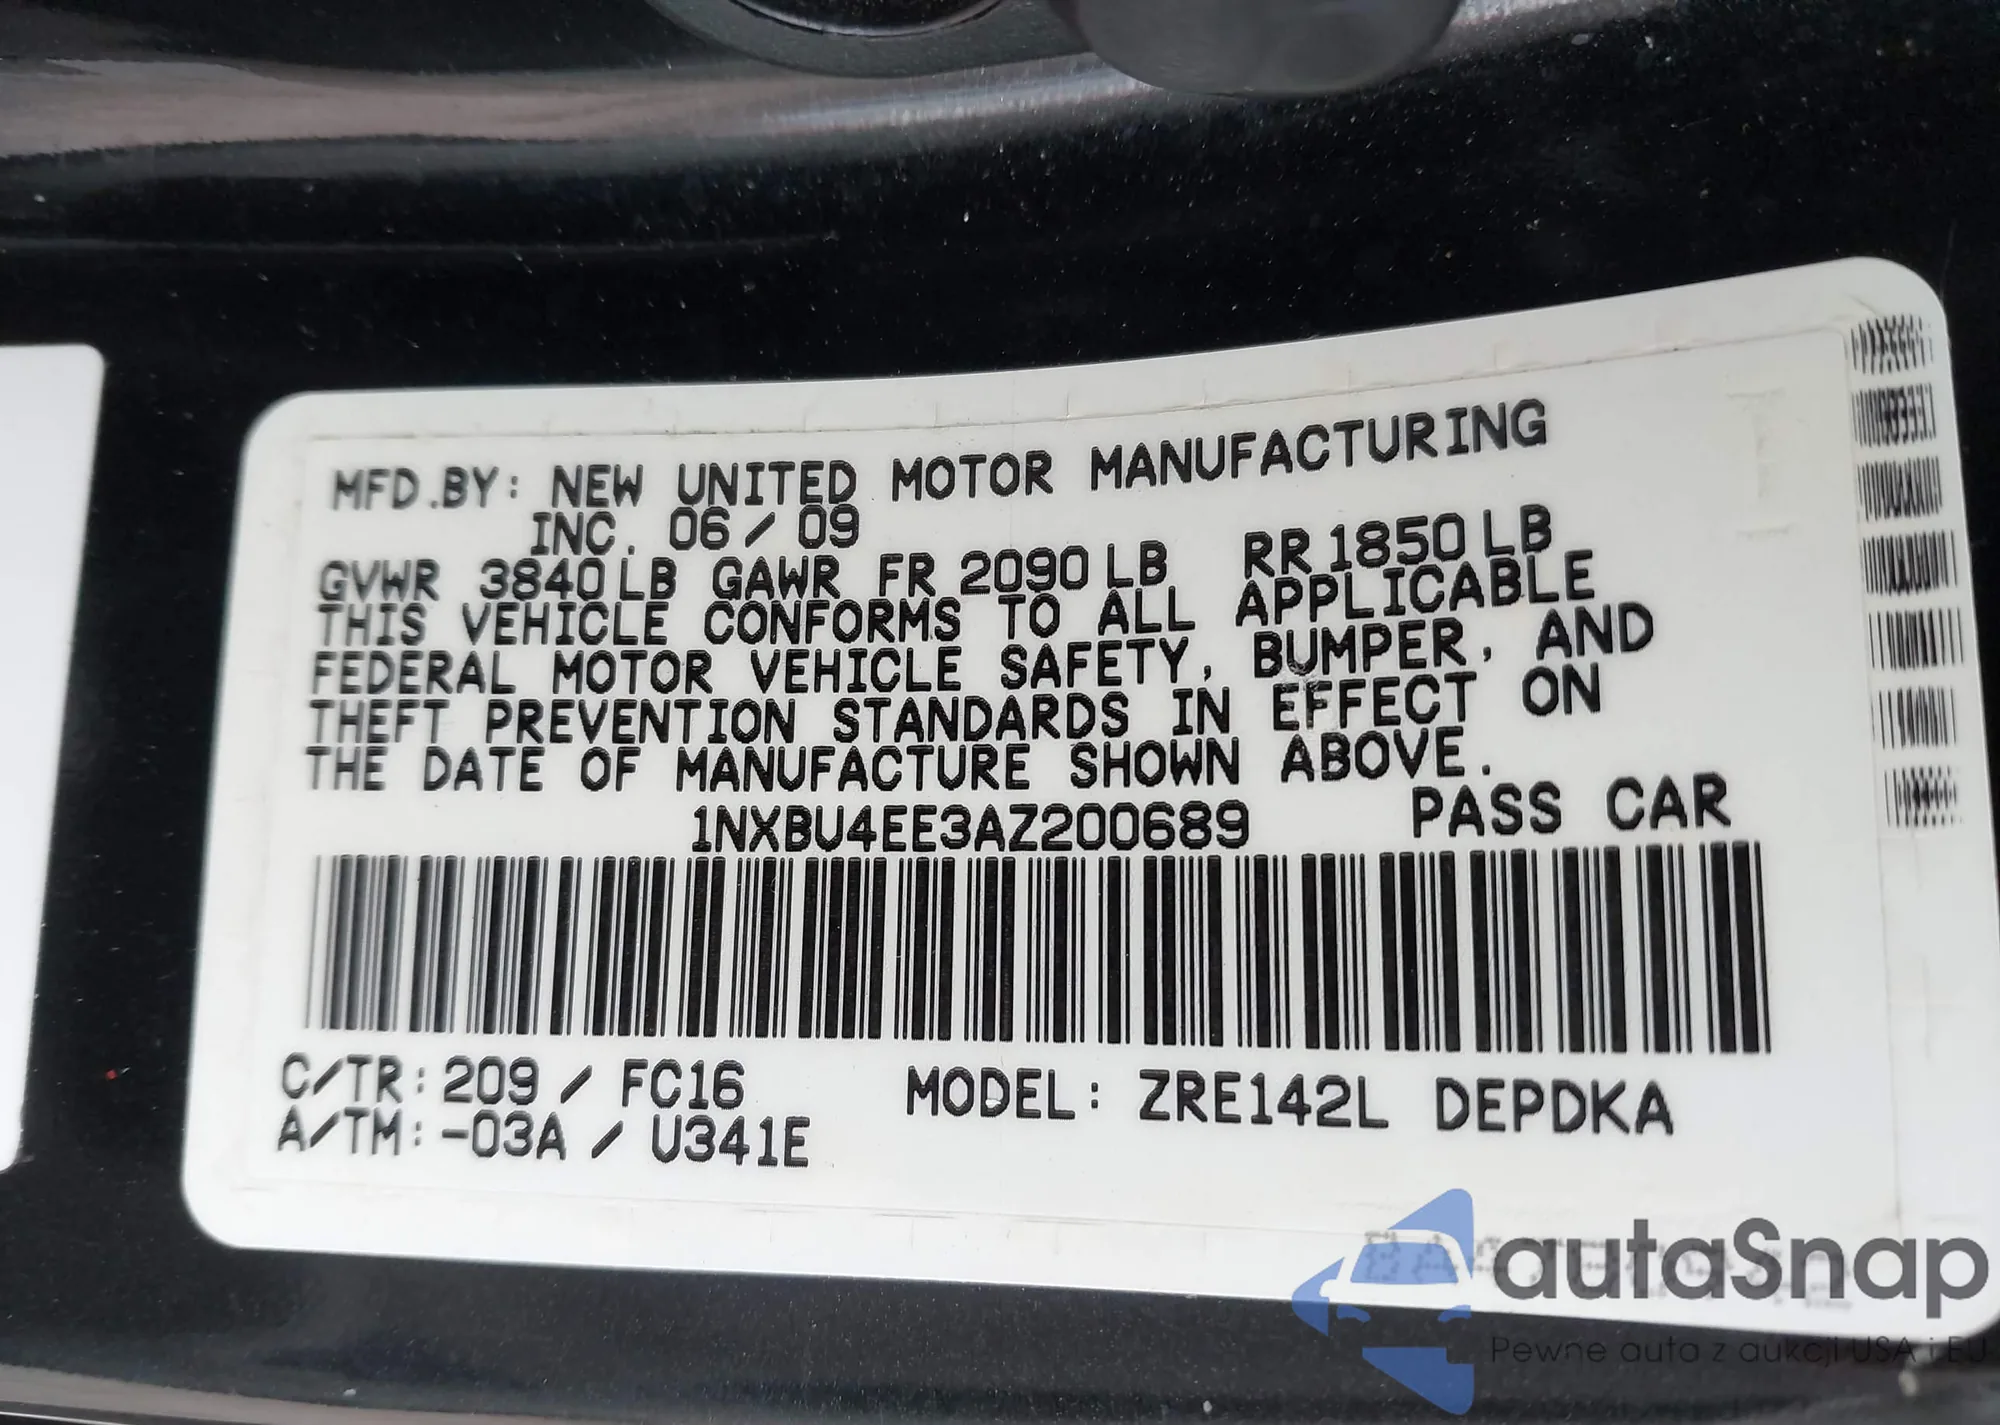 MFD.BY: NEW UNITED MOTOR MANUFACTURING
INC. 06/09
GVWR 3840LB GAWR FR 2090LB RR1850LB
THIS VEHICLE CONFORMS TO ALL APPLICABLE
FEDERAL MOTOR VEHICLE SAFETY, BUMPER, AND
THEFT PREVENTION STANDARDS IN EFFECT ON
THE DATE OF MANUFACTURE SHOWN ABOVE.
1NXBU4EE3AZ200689 PASS CAR
C/TR: 209 / FC16 MODEL: ZRE142L DEPDKA
A/TM: -03A / U341E
autaSnap
Pewne auta z aukcji USA i EU